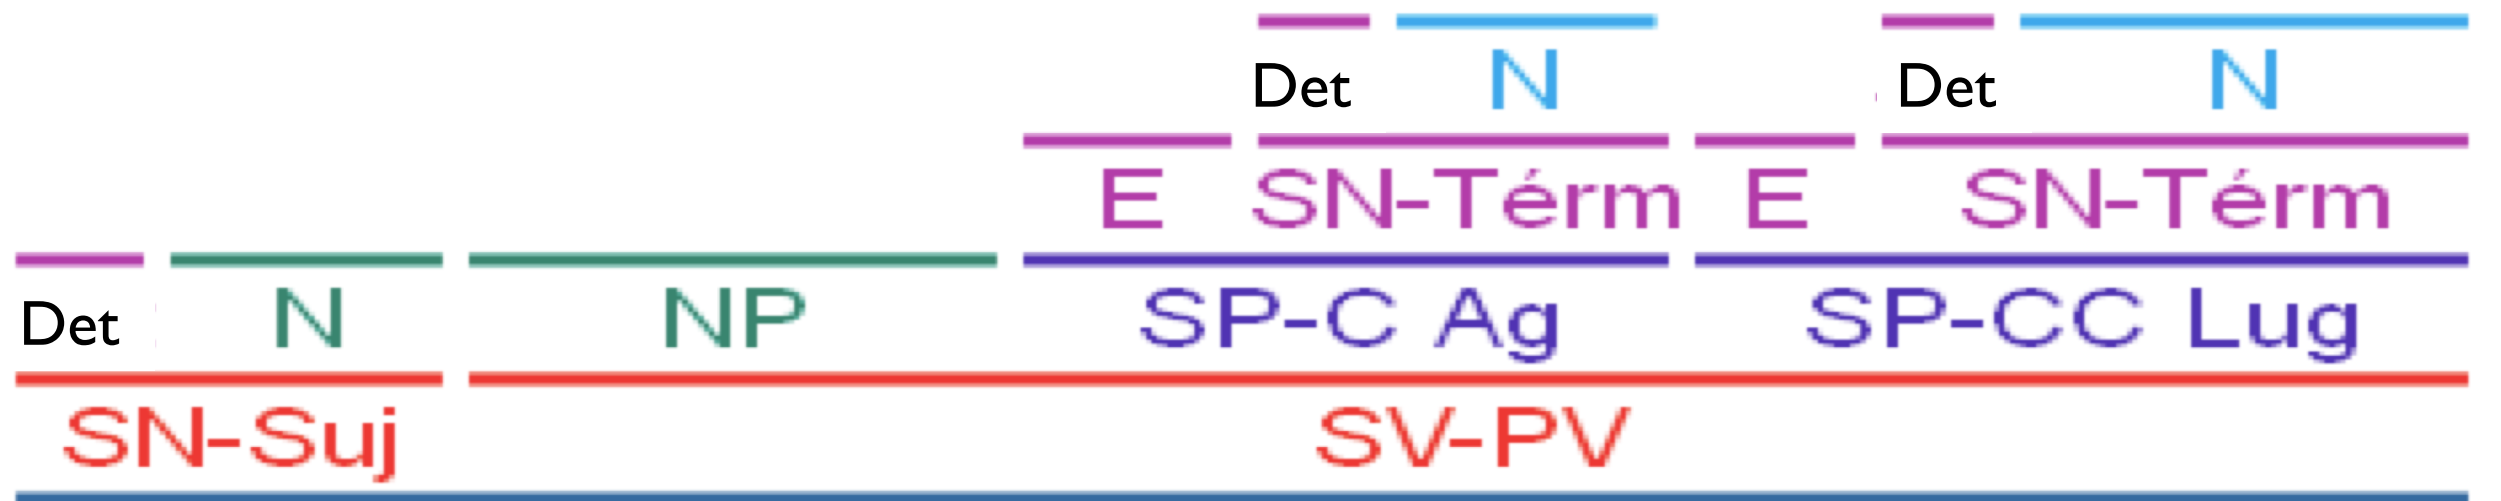 Det N Det N
E SN-Térm E SN-Térm
Det N NP SP-C Ag SP-CC Lug
SN-Suj SV-PV